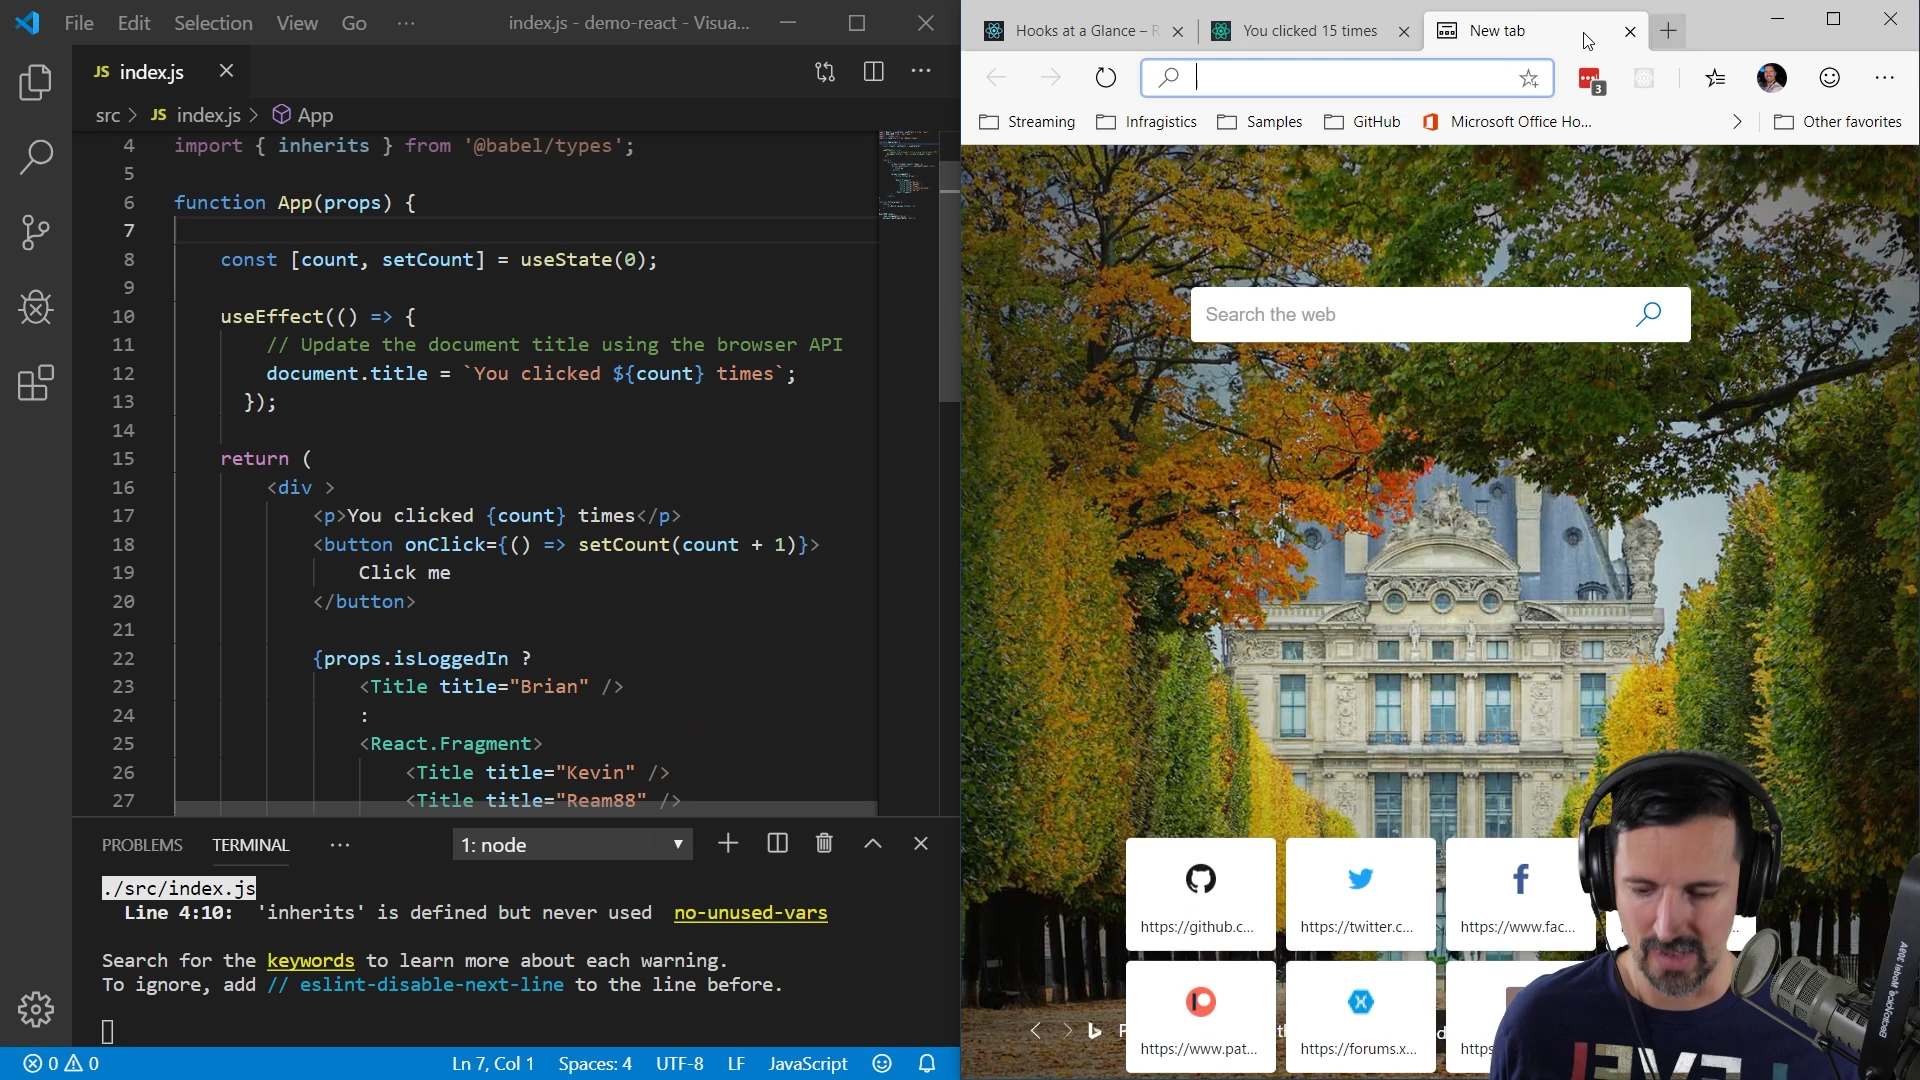 File Edit Selection View Go ··· index.js - demo-react - Visua...
JS index.js
src > JS index.js > App
4 import { inherits } from '@babel/types';
5
6 function App(props) {
7
8 const [count, setCount] = useState(0);
9
10 useEffect(() => {
11 // Update the document title using the browser API
12 document.title = `You clicked ${count} times`;
13 });
14
15 return (
16 <div >
17 <p>You clicked {count} times</p>
18 <button onClick={() => setCount(count + 1)}>
19 Click me
20 </button>
21
22 {props.isLoggedIn ?
23 <Title title="Brian" />
24 :
25 <React.Fragment>
26 <Title title="Kevin" />
27 <Title title="Ream88" />
PROBLEMS TERMINAL ··· 1: node
./src/index.js
Line 4:10: 'inherits' is defined but never used no-unused-vars
Search for the keywords to learn more about each warning.
To ignore, add // eslint-disable-next-line to the line before.
0 0 Ln 7, Col 1 Spaces: 4 UTF-8 LF JavaScript
Hooks at a Glance – R You clicked 15 times New tab
3
Streaming Infragistics Samples GitHub Microsoft Office Ho... Other favorites
Search the web
https://github.c... https://twitter.c... https://www.fac...
https://www.pat... https://forums.x... https